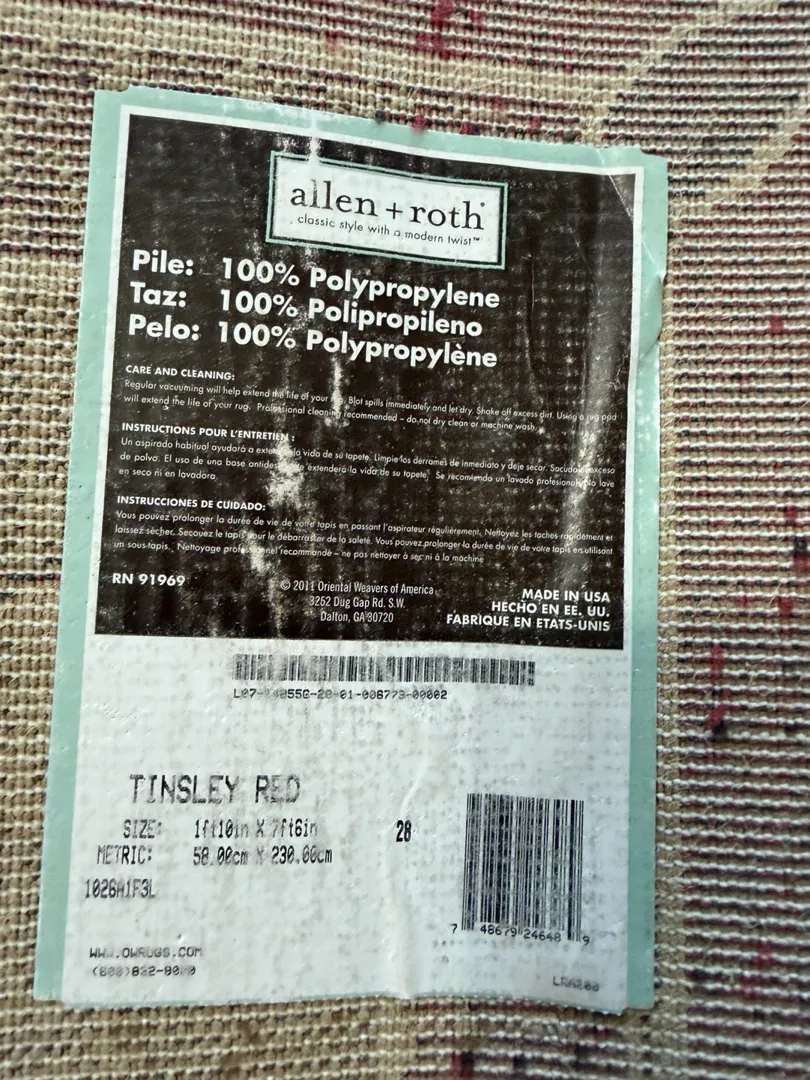 allen + roth
classic style with a modern twist™
Pile: 100% Polypropylene
Taz: 100% Polipropileno
Pelo: 100% Polypropylène
CARE AND CLEANING:
Regular vacuuming will help extend the life of your rug. Blot spills immediately and let dry. Shake off excess dirt. Using a rug pad
will extend the life of your rug. Professional cleaning recommended – do not dry clean or machine wash.
INSTRUCTIONS POUR L'ENTRETIEN :
Un aspirado habitual ayudará a la vida de su tapete. Limpie los derrames de inmediato y deje secar. Sacuda exceso
de polvo. El uso de una base extenderá la vida de su tapete. Se recomienda un lavado profesional. No lave
en seco ni en lavadora.
INSTRUCCIONES DE CUIDADO:
Vous pouvez prolonger la durée de vie de votre tapis en passant l'aspirateur régulièrement. Nettoyez les taches rapidement et
laissez sécher. Secouez le tapis pour le débarrasser de la saleté. Vous pouvez prolonger la durée de vie de votre tapis en utilisant
un sous-tapis. Nettoyage professionnel recommandé – ne pas nettoyer à sec ni à la machine
RN 91969
© 2011 Oriental Weavers of America
3252 Dug Gap Rd. S.W.
Dalton, GA 30720
MADE IN USA
HECHO EN EE. UU.
FABRIQUE EN ETATS-UNIS
TINSLEY RED
SIZE: 1ft10in X 7ft6in
28
METRIC: 58.00cm X 230.00cm
1026A1F3L
7 48679 24648 9
WWW.OWRUGS.COM